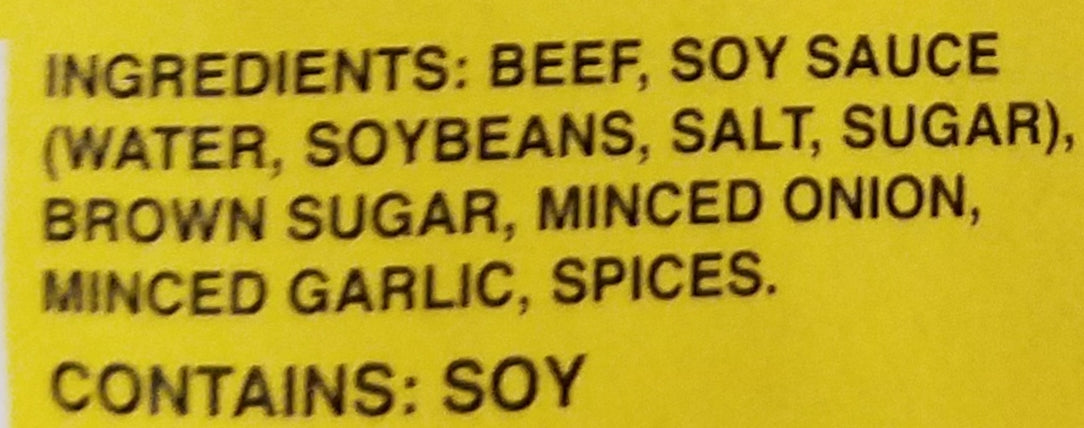 INGREDIENTS: BEEF, SOY SAUCE
(WATER, SOYBEANS, SALT, SUGAR),
BROWN SUGAR, MINCED ONION,
MINCED GARLIC, SPICES.
CONTAINS: SOY